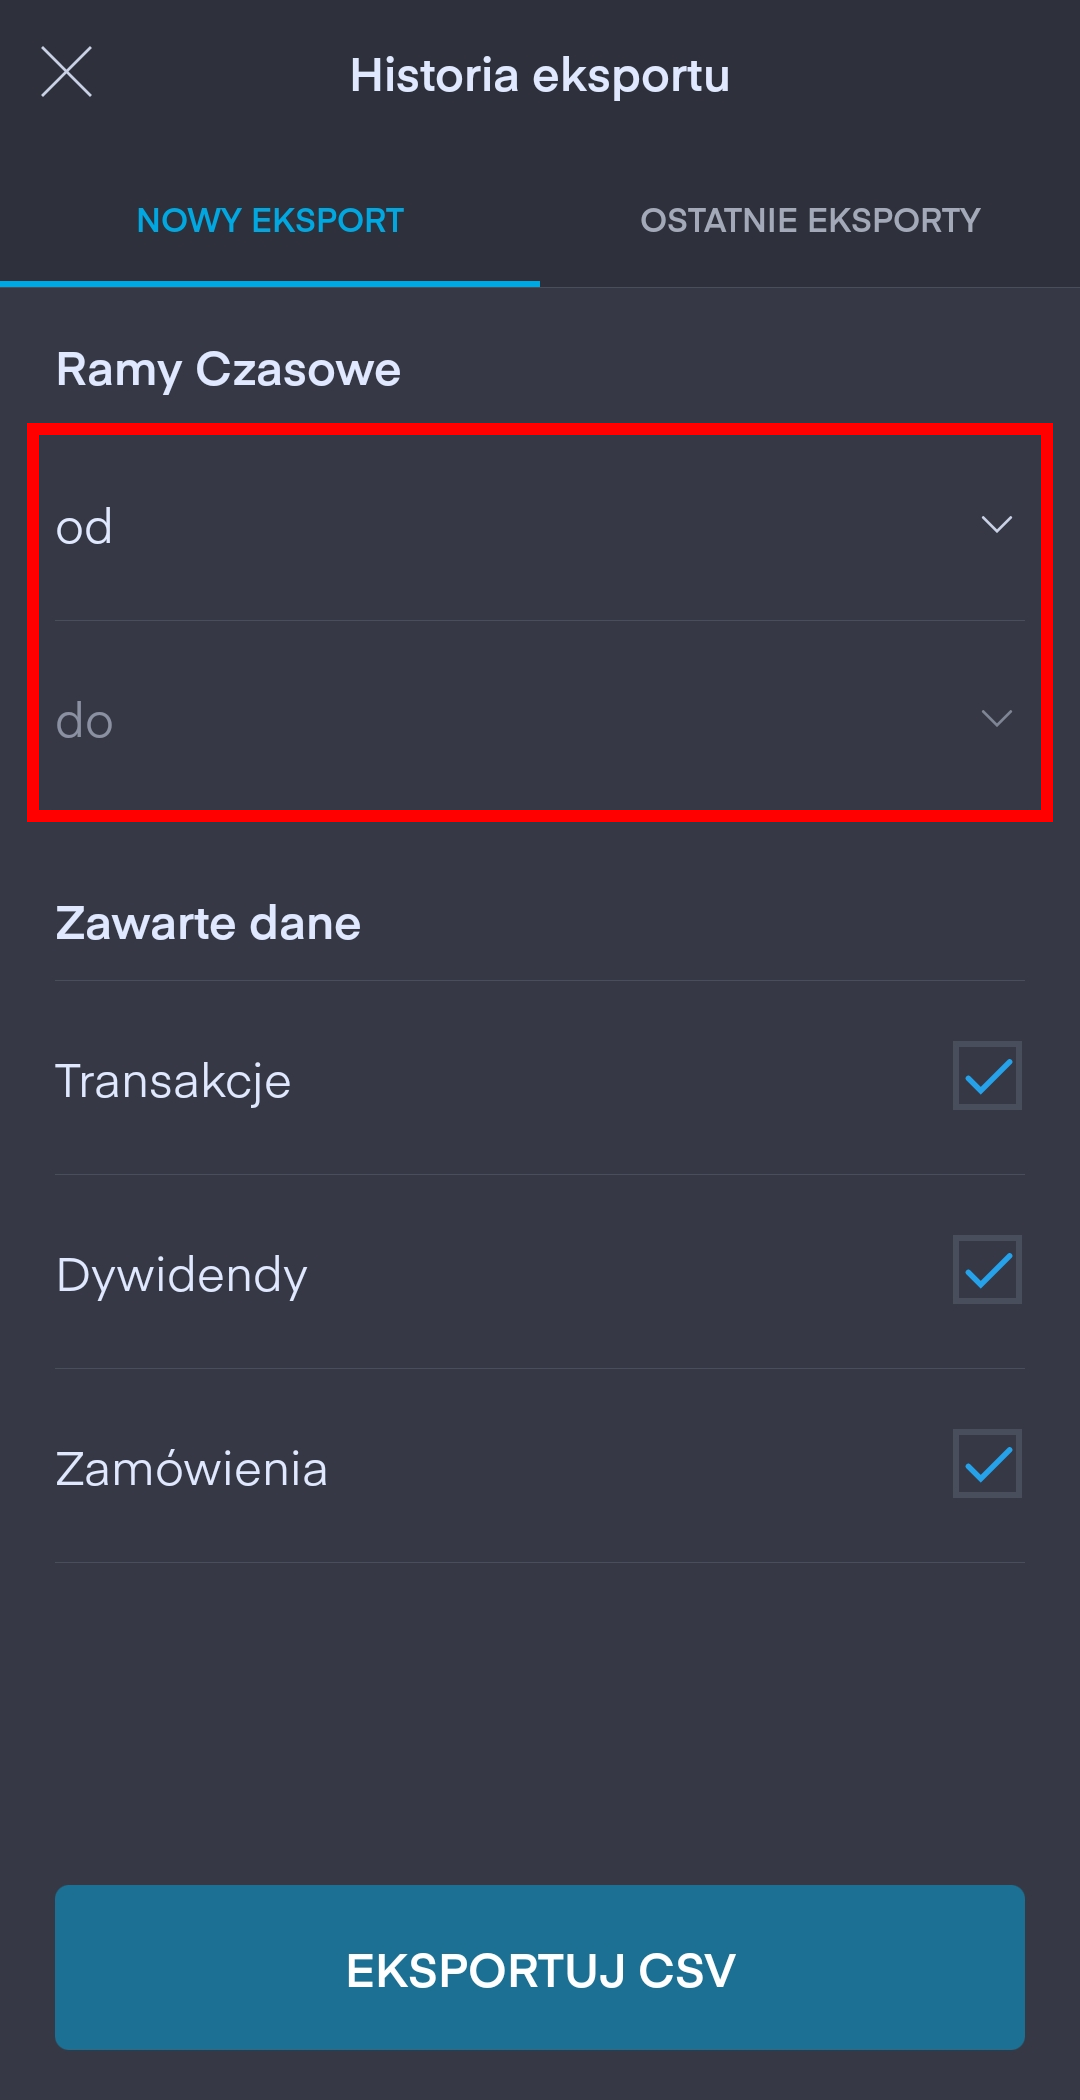 Historia eksportu
NOWY EKSPORT
OSTATNIE EKSPORTY
Ramy Czasowe
od
do
Zawarte dane
Transakcje
Dywidendy
Zamówienia
EKSPORTUJ CSV